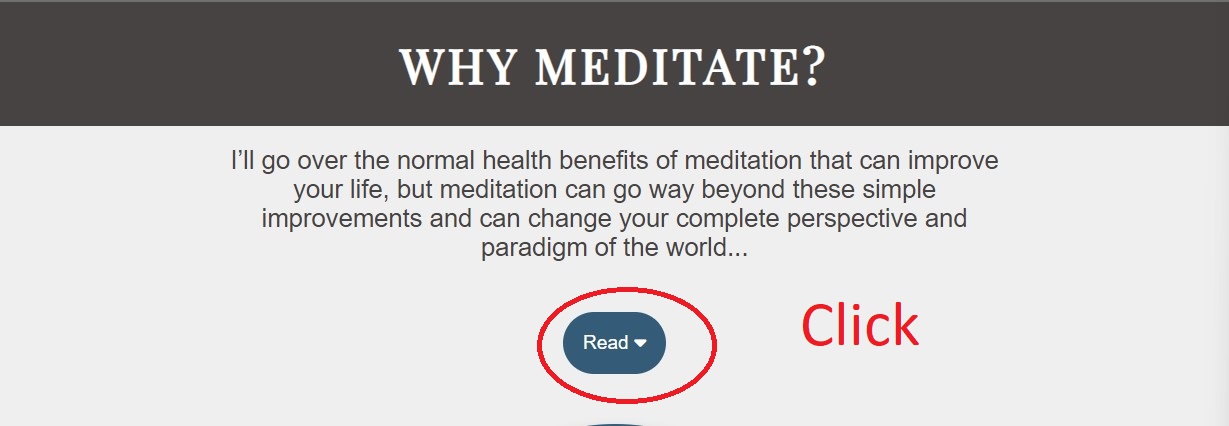 WHY MEDITATE?
I’ll go over the normal health benefits of meditation that can improve
your life, but meditation can go way beyond these simple
improvements and can change your complete perspective and
paradigm of the world...
Read
Click